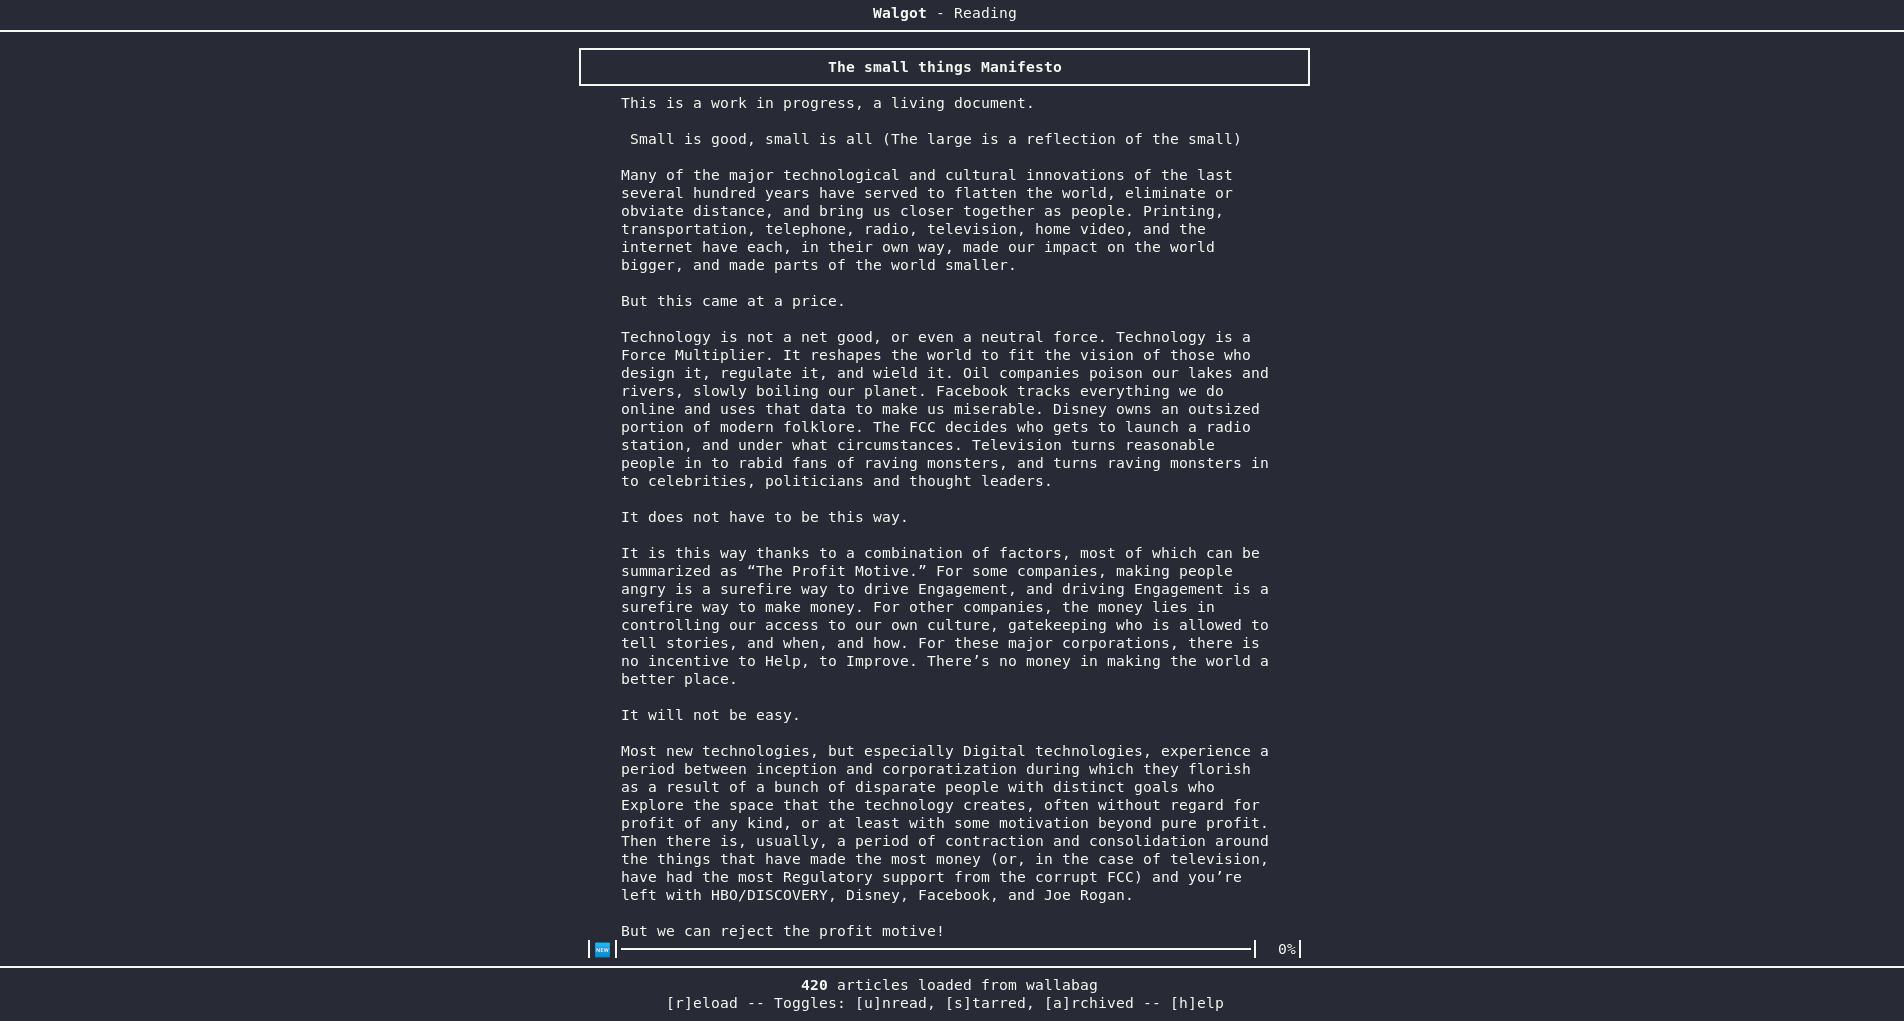 Walgot - Reading
The small things Manifesto
This is a work in progress, a living document.
Small is good, small is all (The large is a reflection of the small)
Many of the major technological and cultural innovations of the last
several hundred years have served to flatten the world, eliminate or
obviate distance, and bring us closer together as people. Printing,
transportation, telephone, radio, television, home video, and the
internet have each, in their own way, made our impact on the world
bigger, and made parts of the world smaller.
But this came at a price.
Technology is not a net good, or even a neutral force. Technology is a
Force Multiplier. It reshapes the world to fit the vision of those who
design it, regulate it, and wield it. Oil companies poison our lakes and
rivers, slowly boiling our planet. Facebook tracks everything we do
online and uses that data to make us miserable. Disney owns an outsized
portion of modern folklore. The FCC decides who gets to launch a radio
station, and under what circumstances. Television turns reasonable
people in to rabid fans of raving monsters, and turns raving monsters in
to celebrities, politicians and thought leaders.
It does not have to be this way.
It is this way thanks to a combination of factors, most of which can be
summarized as “The Profit Motive.” For some companies, making people
angry is a surefire way to drive Engagement, and driving Engagement is a
surefire way to make money. For other companies, the money lies in
controlling our access to our own culture, gatekeeping who is allowed to
tell stories, and when, and how. For these major corporations, there is
no incentive to Help, to Improve. There’s no money in making the world a
better place.
It will not be easy.
Most new technologies, but especially Digital technologies, experience a
period between inception and corporatization during which they florish
as a result of a bunch of disparate people with distinct goals who
Explore the space that the technology creates, often without regard for
profit of any kind, or at least with some motivation beyond pure profit.
Then there is, usually, a period of contraction and consolidation around
the things that have made the most money (or, in the case of television,
have had the most Regulatory support from the corrupt FCC) and you’re
left with HBO/DISCOVERY, Disney, Facebook, and Joe Rogan.
But we can reject the profit motive!
NEW 0%
420 articles loaded from wallabag
[r]eload -- Toggles: [u]nread, [s]tarred, [a]rchived -- [h]elp